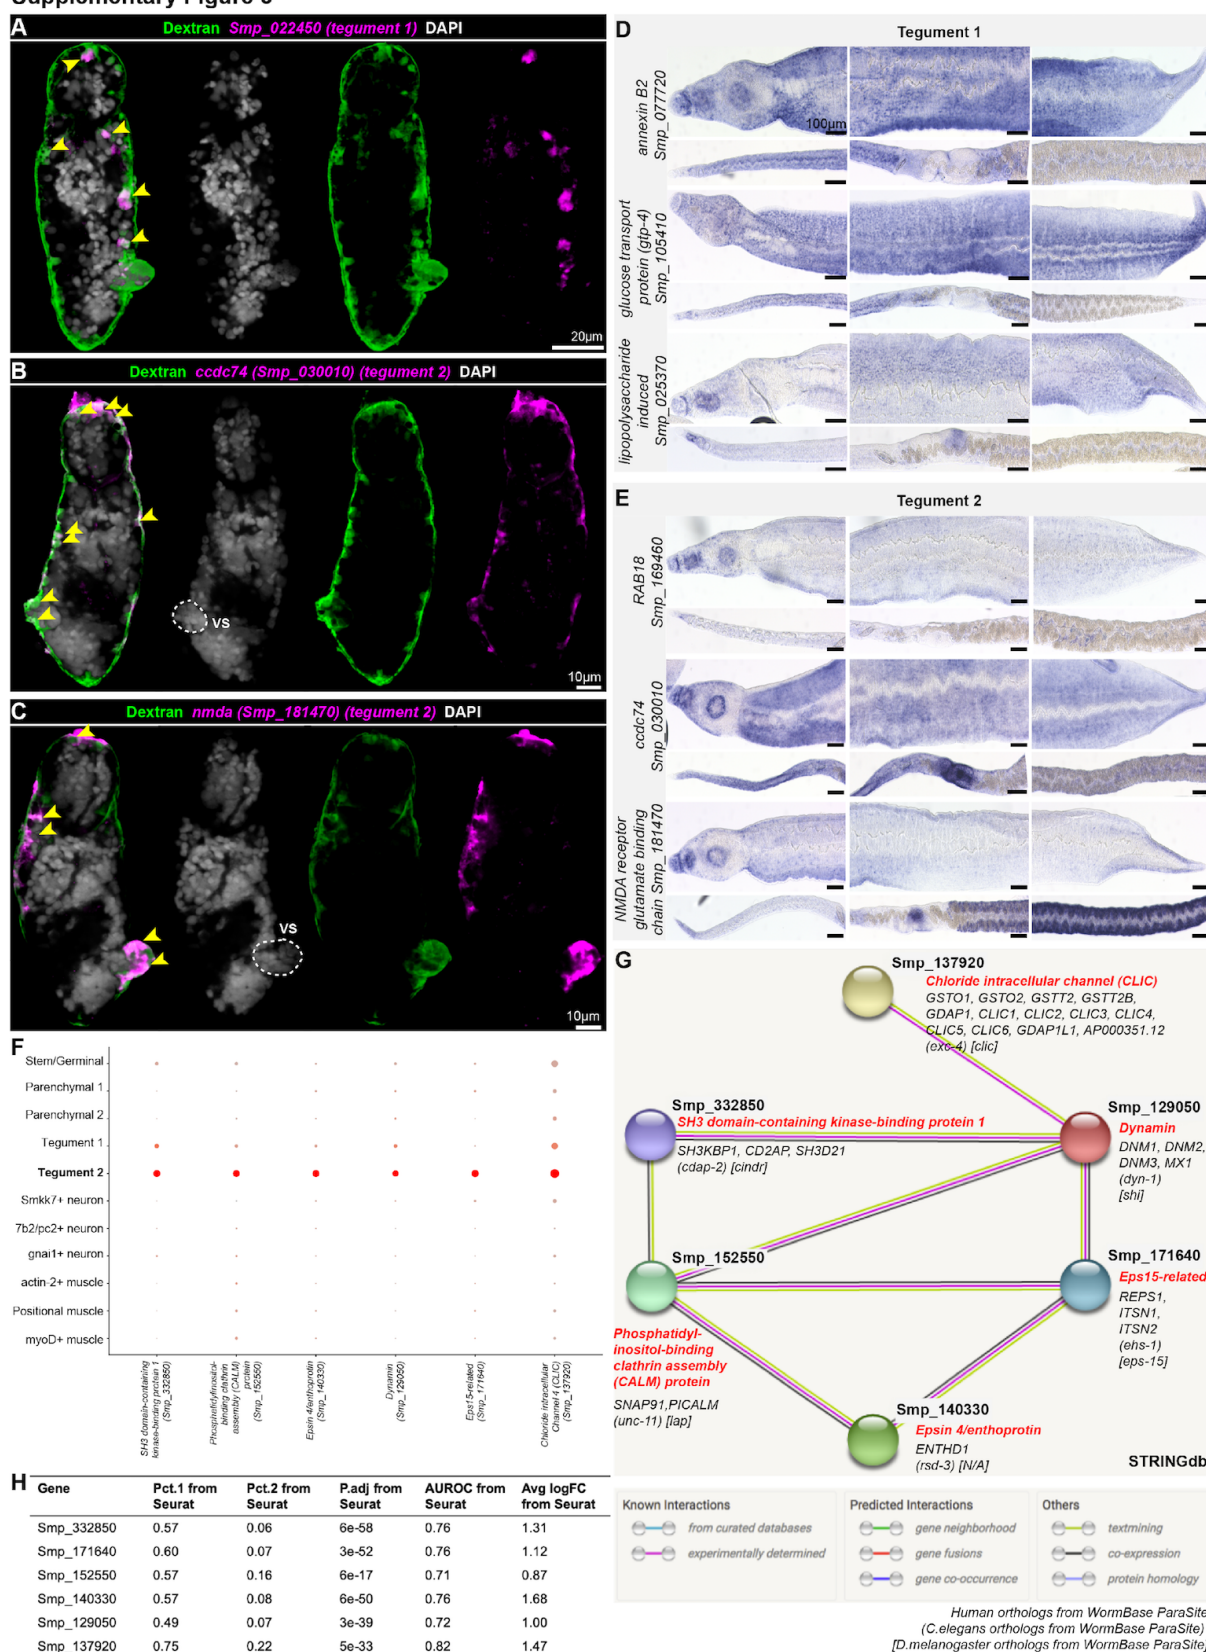 A
Dextran Smp_022450 (tegument 1) DAPI
20µm
B
Dextran ccdc74 (Smp_030010) (tegument 2) DAPI
VS
10µm
C
Dextran nmda (Smp_181470) (tegument 2) DAPI
VS
10µm
D
Tegument 1
annexin B2
Smp_077720
100µm
glucose transport
protein (gtp-4)
Smp_105410
lipopolysaccharide
induced
Smp_025370
E
Tegument 2
RAB18
Smp_169460
ccdc74
Smp_030010
NMDA receptor
glutamate binding
chain Smp_181470
F
Stem/Germinal
Parenchymal 1
Parenchymal 2
Tegument 1
Tegument 2
Smkk7+ neuron
7b2/pc2+ neuron
gnai1+ neuron
actin-2+ muscle
Positional muscle
myoD+ muscle
SH3 domain-containing
kinase-binding protein 1
(Smp_332850)
Phosphatidylinositol-
binding clathrin
assembly (CALM)
protein
(Smp_152550)
Epsin 4/enthoprotin
(Smp_140330)
Dynamin
(Smp_129050)
Eps15-related
(Smp_171640)
Chloride intracellular
Channel 4 (CLIC)
(Smp_137920)
G
Smp_137920
Chloride intracellular channel (CLIC)
GSTO1, GSTO2, GSTT2, GSTT2B,
GDAP1, CLIC1, CLIC2, CLIC3, CLIC4,
CLIC5, CLIC6, GDAP1L1, AP000351.12
(exc-4) [clic]
Smp_332850
SH3 domain-containing kinase-binding protein 1
SH3KBP1, CD2AP, SH3D21
(cdap-2) [cindr]
Smp_129050
Dynamin
DNM1, DNM2,
DNM3, MX1
(dyn-1)
[shi]
Smp_152550
Phosphatidyl-
inositol-binding
clathrin assembly
(CALM) protein
SNAP91,PICALM
(unc-11) [lap]
Smp_171640
Eps15-related
REPS1,
ITSN1,
ITSN2
(ehs-1)
[eps-15]
Smp_140330
Epsin 4/enthoprotin
ENTHD1
(rsd-3) [N/A]
STRINGdb
Known Interactions
from curated databases
experimentally determined
Predicted Interactions
gene neighborhood
gene fusions
gene co-occurrence
Others
textmining
co-expression
protein homology
Human orthologs from WormBase ParaSite
(C.elegans orthologs from WormBase ParaSite)
[D.melanogaster orthologs from WormBase ParaSite]
H
Gene Pct.1 from Seurat Pct.2 from Seurat P.adj from Seurat AUROC from Seurat Avg logFC from Seurat
Smp_332850 0.57 0.06 6e-58 0.76 1.31
Smp_171640 0.60 0.07 3e-52 0.76 1.12
Smp_152550 0.57 0.16 6e-17 0.71 0.87
Smp_140330 0.57 0.08 6e-50 0.76 1.68
Smp_129050 0.49 0.07 3e-39 0.72 1.00
Smp_137920 0.75 0.22 5e-33 0.82 1.47